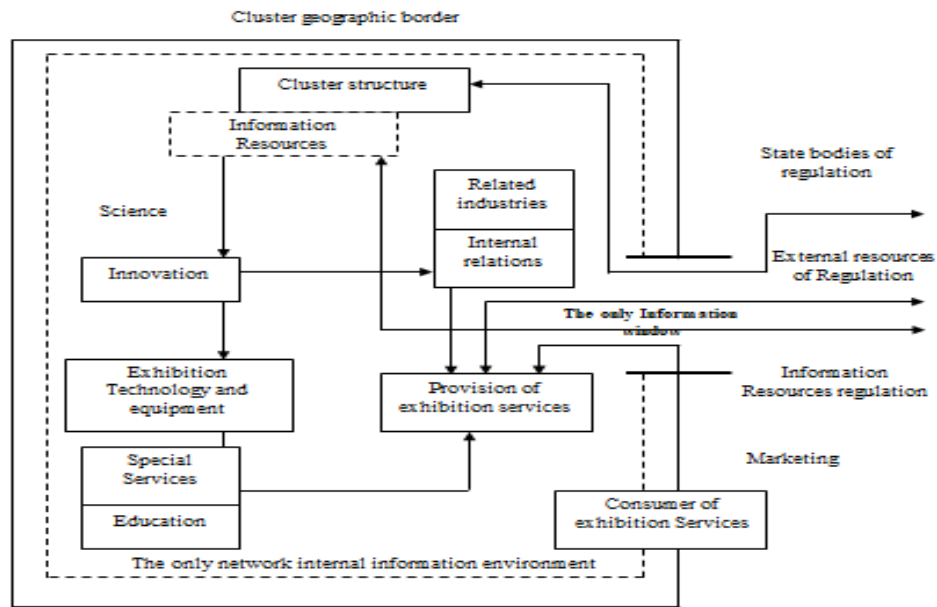 Cluster geographic border
Cluster structure
Information
Resources
State bodies of
regulation
Related
industries
Science
Internal
relations
Innovation
External resources
of Regulation
The only Information
window
Exhibition
Technology and
equipment
Provision of
exhibition services
Information
Resources regulation
Special
Services
Marketing
Education
Consumer of
exhibition Services
The only network internal information environment